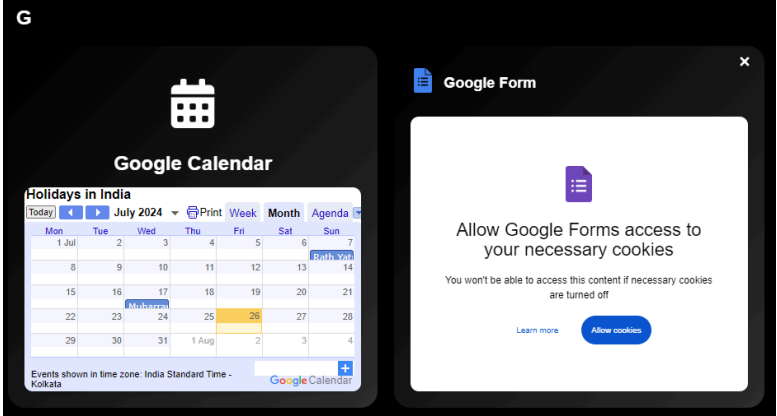 G
Google Calendar
Holidays in India
Today July 2024 Print Week Month Agenda
Mon Tue Wed Thu Fri Sat Sun
1 Jul 2 3 4 5 6 7
Rath Yat
8 9 10 11 12 13 14
15 16 17 18 19 20 21
Muharra
22 23 24 25 26 27 28
29 30 31 1 Aug 2 3 4
Events shown in time zone: India Standard Time -
Kolkata
Google Calendar
Google Form
Allow Google Forms access to
your necessary cookies
You won't be able to access this content if necessary cookies
are turned off
Learn more Allow cookies